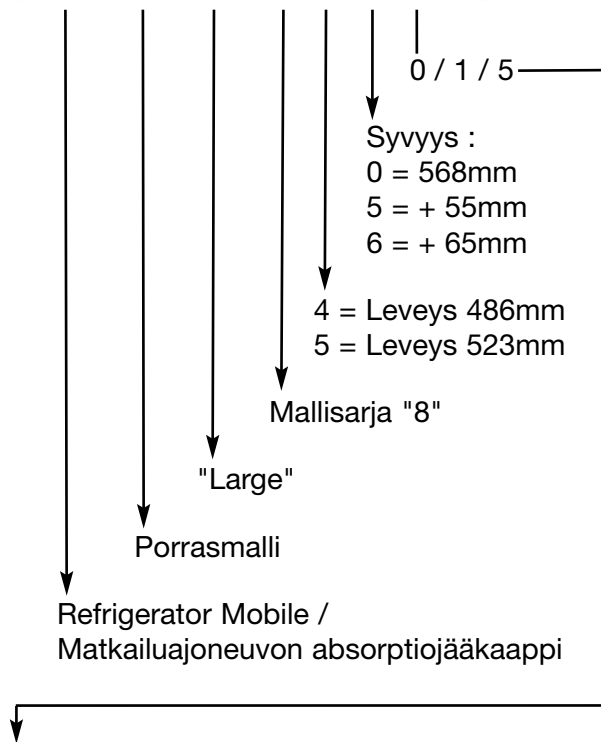 0 / 1 / 5
Syvyys :
0 = 568mm
5 = + 55mm
6 = + 65mm
4 = Leveys 486mm
5 = Leveys 523mm
Mallisarja "8"
"Large"
Porrasmalli
Refrigerator Mobile /
Matkailuajoneuvon absorptiojääkaappi